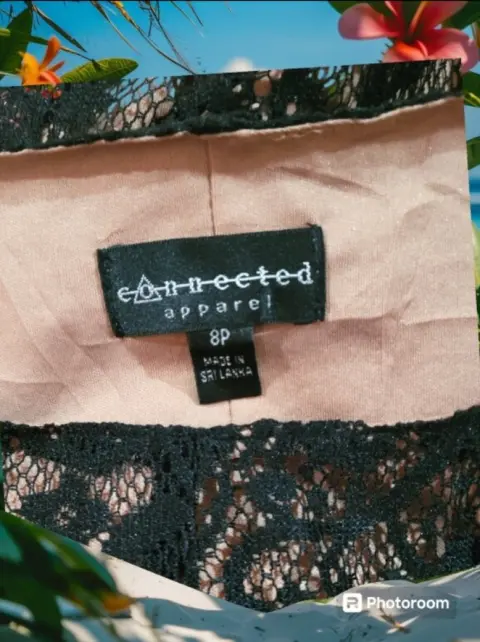 connected
apparel
8P
MADE IN
SRI LANKA
Photoroom